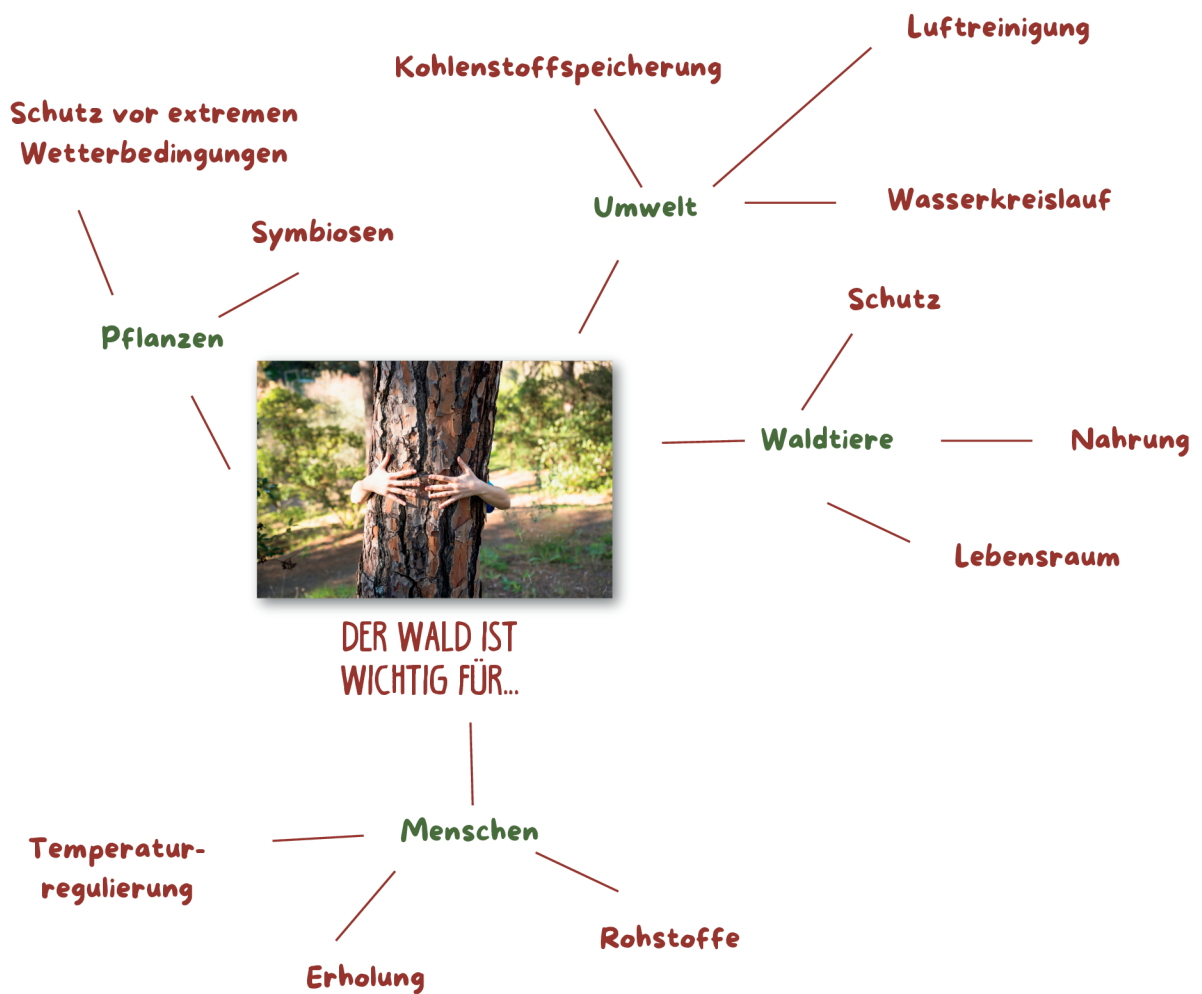 Luftreinigung
Kohlenstoffspeicherung
Schutz vor extremen
Wetterbedingungen
Umwelt
Wasserkreislauf
Symbiosen
Schutz
Pflanzen
Waldtiere
Nahrung
Lebensraum
DER WALD IST
WICHTIG FÜR...
Menschen
Temperatur-
regulierung
Rohstoffe
Erholung